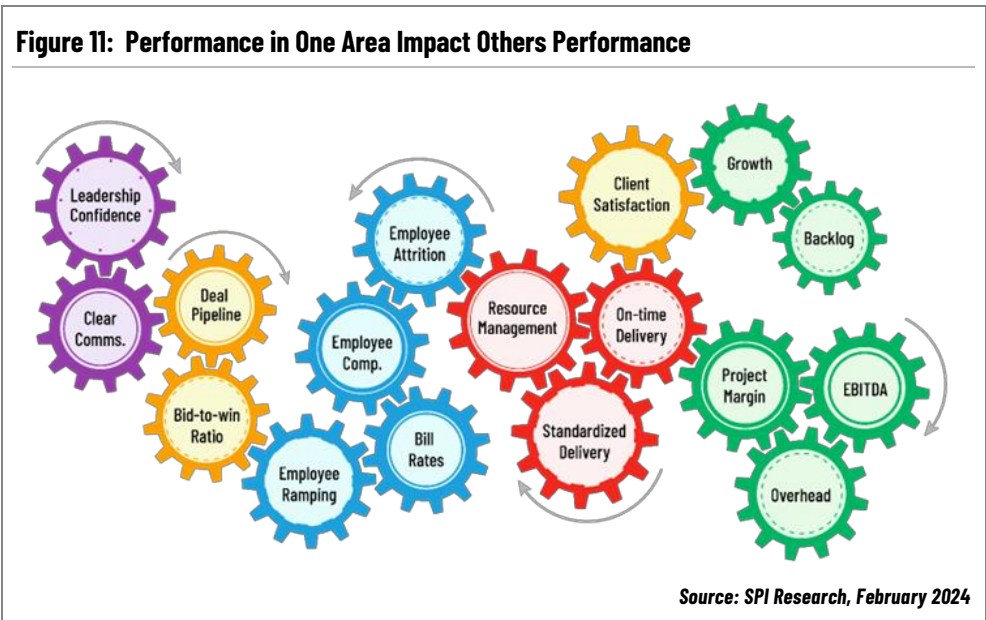 Figure 11: Performance in One Area Impact Others Performance
Leadership
Confidence
Clear
Comms.
Deal
Pipeline
Bid-to-win
Ratio
Employee
Attrition
Employee
Comp.
Employee
Ramping
Bill
Rates
Resource
Management
On-time
Delivery
Standardized
Delivery
Client
Satisfaction
Growth
Backlog
Project
Margin
EBITDA
Overhead
Source: SPI Research, February 2024